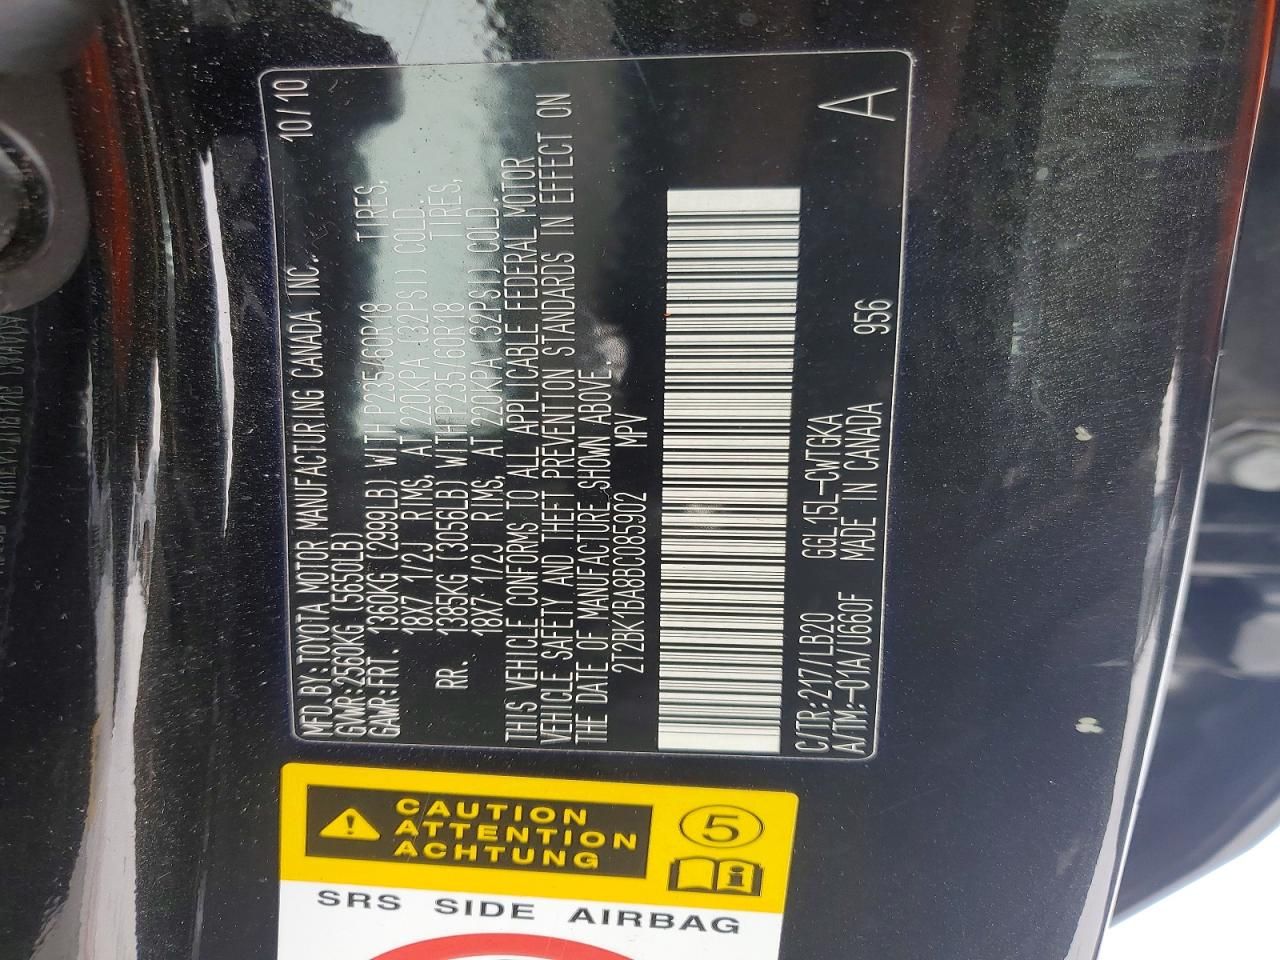 MFD.BY:TOYOTA MOTOR MANUFACTURING CANADA INC. 10/10
GVWR:2560KG (5650LB)
GAWR:FRT. 1360KG (2999LB) WITH P235/60R18 TIRES,
18X7 1/2J RIMS, AT 220KPA (32PSI) COLD.
RR. 1385KG (3056LB) WITH P235/60R18 TIRES,
18X7 1/2J RIMS, AT 220KPA (32PSI) COLD.
THIS VEHICLE CONFORMS TO ALL APPLICABLE FEDERAL MOTOR
VEHICLE SAFETY AND THEFT PREVENTION STANDARDS IN EFFECT ON
THE DATE OF MANUFACTURE SHOWN ABOVE.
2T2BK1BA8BC085902 MPV
C/TR:217/LB20 GGL15L-CWTGKA
A/TM:-01A/U660F MADE IN CANADA 956 A
CAUTION
ATTENTION
ACHTUNG
5
SRS SIDE AIRBAG